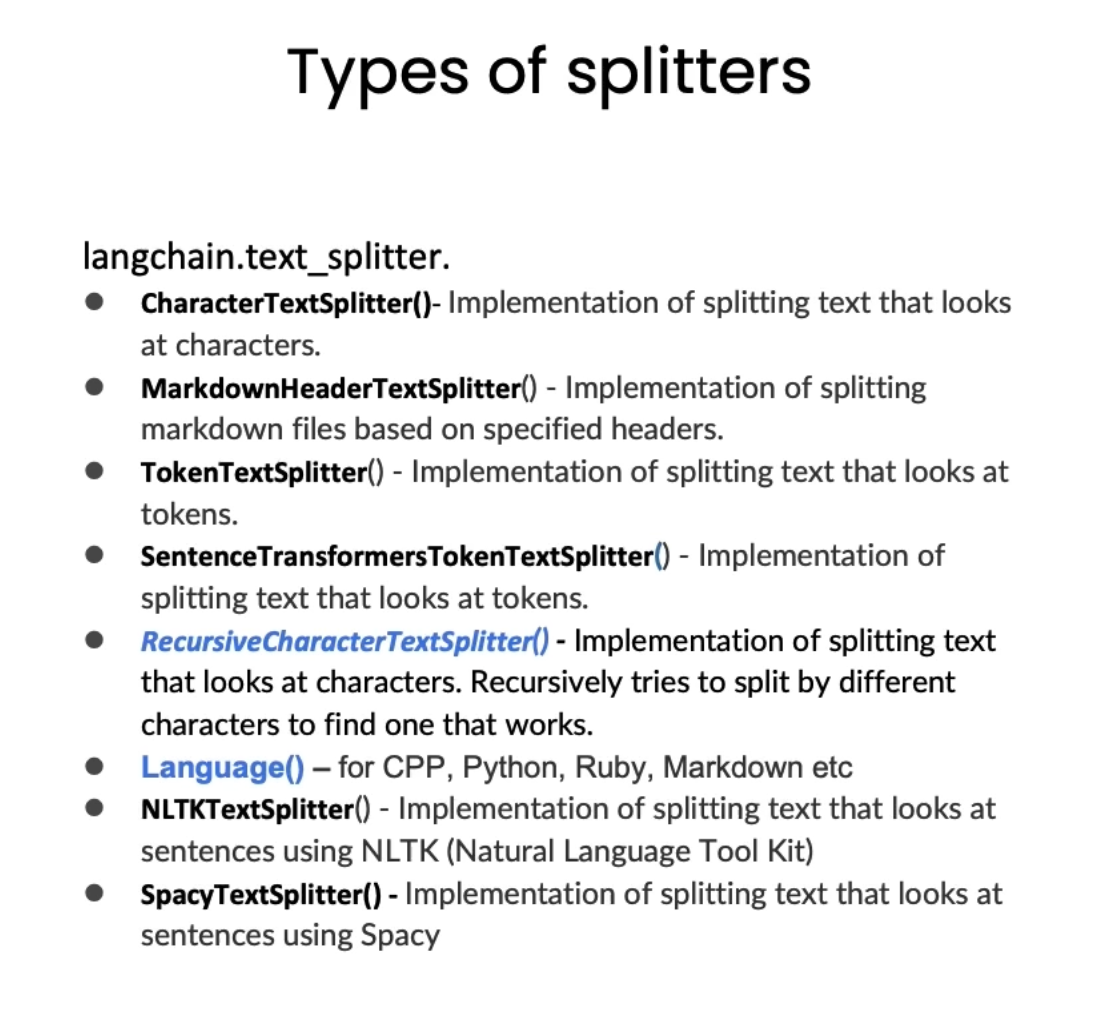 Types of splitters
langchain.text_splitter.
● CharacterTextSplitter()- Implementation of splitting text that looks
at characters.
● MarkdownHeaderTextSplitter() - Implementation of splitting
markdown files based on specified headers.
● TokenTextSplitter() - Implementation of splitting text that looks at
tokens.
● SentenceTransformersTokenTextSplitter() - Implementation of
splitting text that looks at tokens.
● RecursiveCharacterTextSplitter() - Implementation of splitting text
that looks at characters. Recursively tries to split by different
characters to find one that works.
● Language() – for CPP, Python, Ruby, Markdown etc
● NLTKTextSplitter() - Implementation of splitting text that looks at
sentences using NLTK (Natural Language Tool Kit)
● SpacyTextSplitter() - Implementation of splitting text that looks at
sentences using Spacy